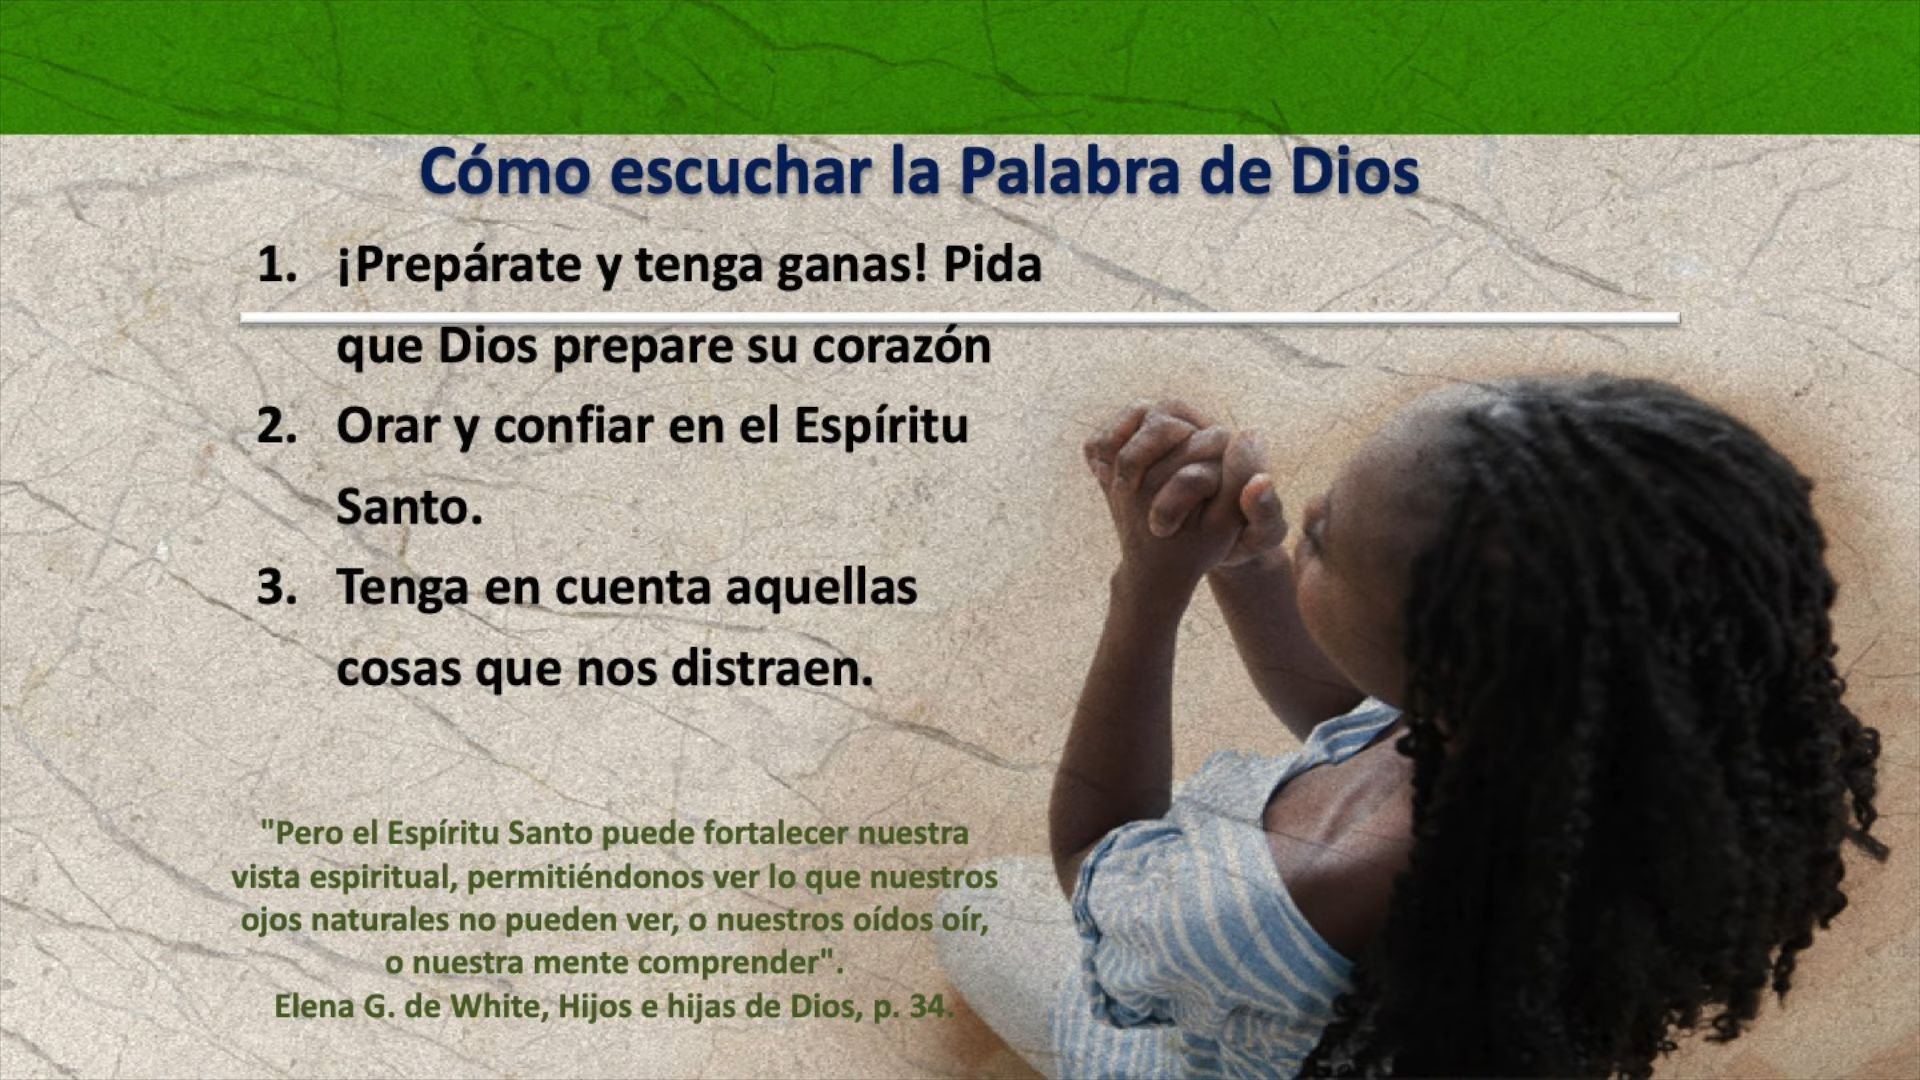 Cómo escuchar la Palabra de Dios
1. ¡Prepárate y tenga ganas! Pida
que Dios prepare su corazón
2. Orar y confiar en el Espíritu
Santo.
3. Tenga en cuenta aquellas
cosas que nos distraen.
"Pero el Espíritu Santo puede fortalecer nuestra
vista espiritual, permitiéndonos ver lo que nuestros
ojos naturales no pueden ver, o nuestros oídos oír,
o nuestra mente comprender".
Elena G. de White, Hijos e hijas de Dios, p. 34.